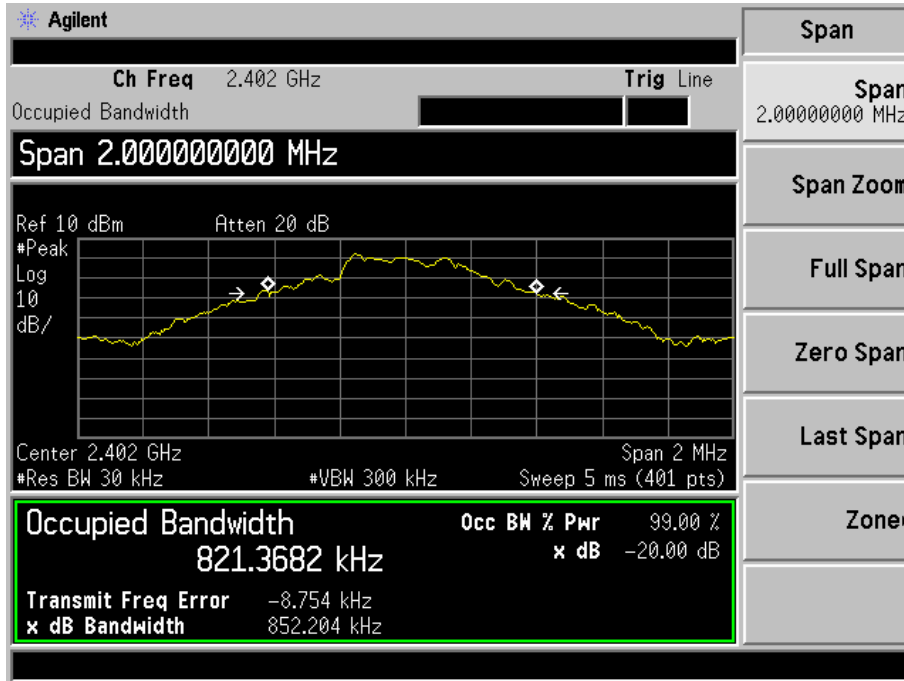 Agilent
Span
Ch Freq 2.402 GHz Trig Line
Occupied Bandwidth
Span
2.00000000 MHz
Span 2.000000000 MHz
Span Zoom
Ref 10 dBm Atten 20 dB
#Peak
Log
10
dB/
Full Span
Zero Span
Last Span
Center 2.402 GHz Span 2 MHz
#Res BW 30 kHz #VBW 300 kHz Sweep 5 ms (401 pts)
Occupied Bandwidth
821.3682 kHz
Occ BW % Pwr 99.00 %
x dB -20.00 dB
Zone
Transmit Freq Error -8.754 kHz
x dB Bandwidth 852.204 kHz